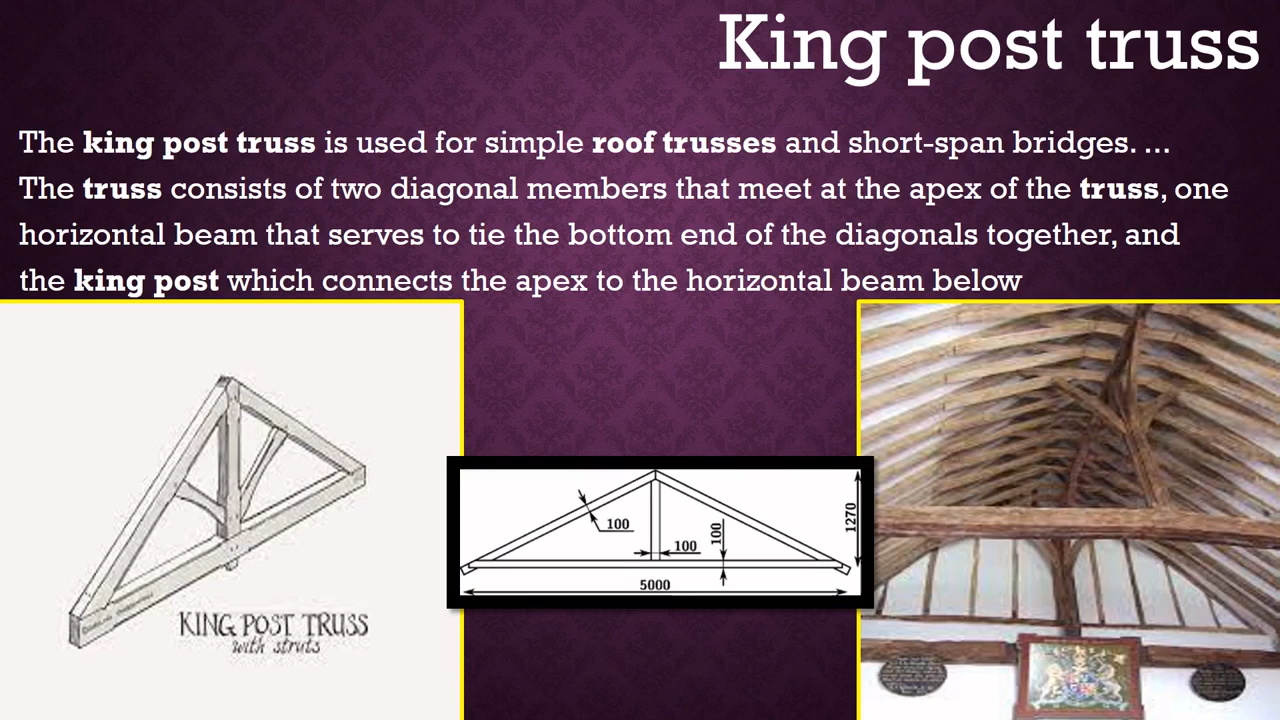 King post truss
The king post truss is used for simple roof trusses and short-span bridges. ...
The truss consists of two diagonal members that meet at the apex of the truss, one
horizontal beam that serves to tie the bottom end of the diagonals together, and
the king post which connects the apex to the horizontal beam below
KING POST TRUSS
with struts
100
100
100
1270
5000